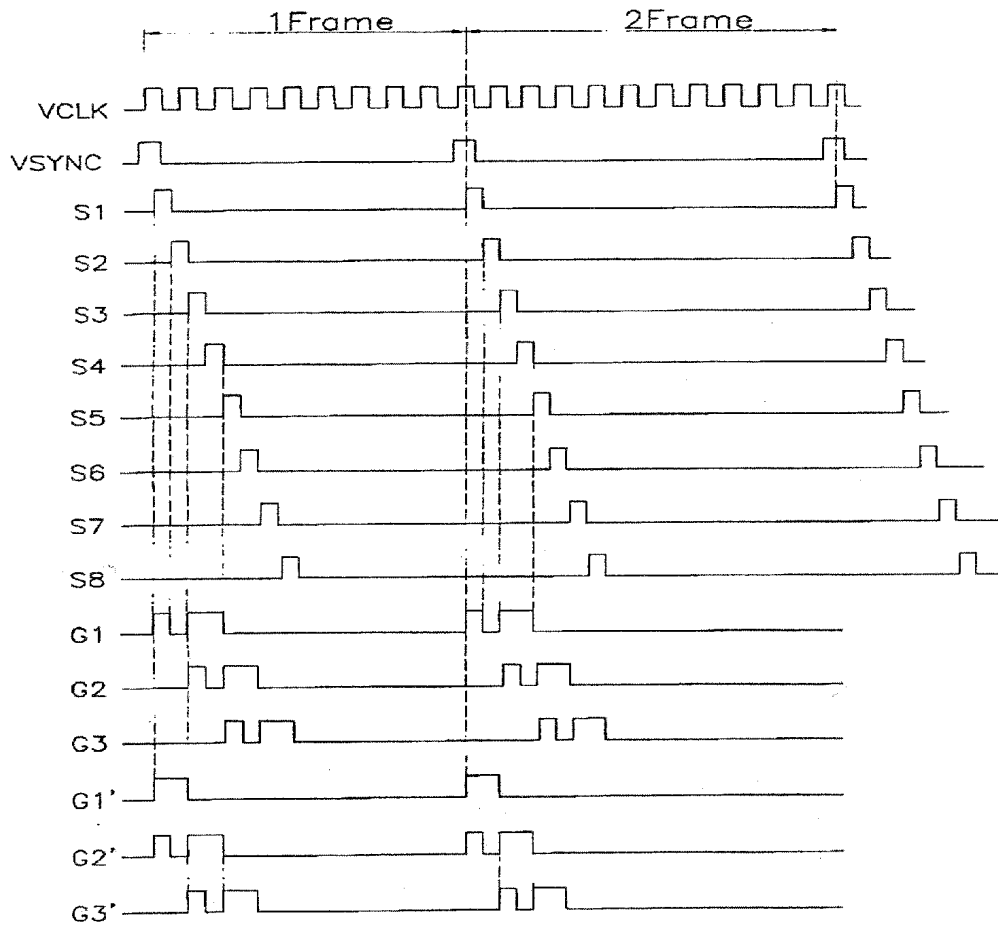 1Frame 2Frame
VCLK
VSYNC
S1
S2
S3
S4
S5
S6
S7
S8
G1
G2
G3
G1'
G2'
G3'